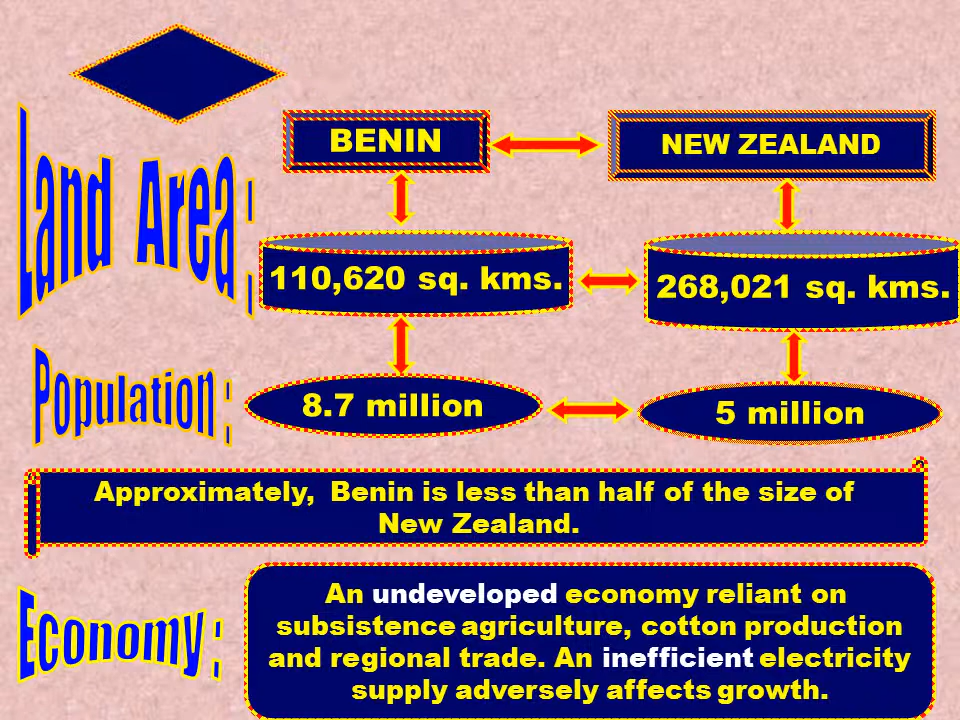 BENIN
NEW ZEALAND
Land Area :
110,620 sq. kms.
268,021 sq. kms.
Population :
8.7 million
5 million
Approximately, Benin is less than half of the size of
New Zealand.
Economy :
An undeveloped economy reliant on
subsistence agriculture, cotton production
and regional trade. An inefficient electricity
supply adversely affects growth.